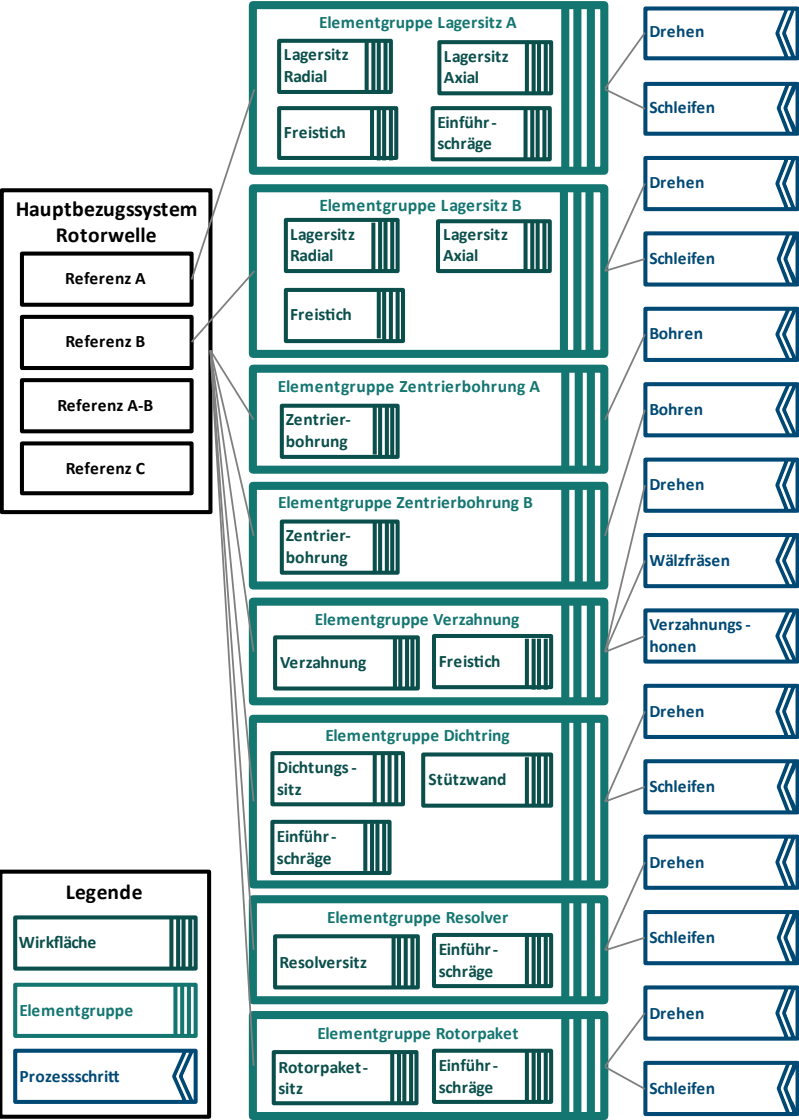 Hauptbezugssystem
Rotorwelle
Referenz A
Referenz B
Referenz A-B
Referenz C
Elementgruppe Lagersitz A
Lagersitz
Radial
Lagersitz
Axial
Freistich
Einführ-
schräge
Drehen
Schleifen
Elementgruppe Lagersitz B
Lagersitz
Radial
Lagersitz
Axial
Freistich
Drehen
Schleifen
Elementgruppe Zentrierbohrung A
Zentrier-
bohrung
Bohren
Elementgruppe Zentrierbohrung B
Zentrier-
bohrung
Bohren
Elementgruppe Verzahnung
Verzahnung
Freistich
Drehen
Wälzfräsen
Verzahnungs-
honen
Elementgruppe Dichtring
Dichtungs-
sitz
Stützwand
Einführ-
schräge
Drehen
Schleifen
Elementgruppe Resolver
Resolversitz
Einführ-
schräge
Drehen
Schleifen
Elementgruppe Rotorpaket
Rotorpaket-
sitz
Einführ-
schräge
Drehen
Schleifen
Legende
Wirkfläche
Elementgruppe
Prozessschritt